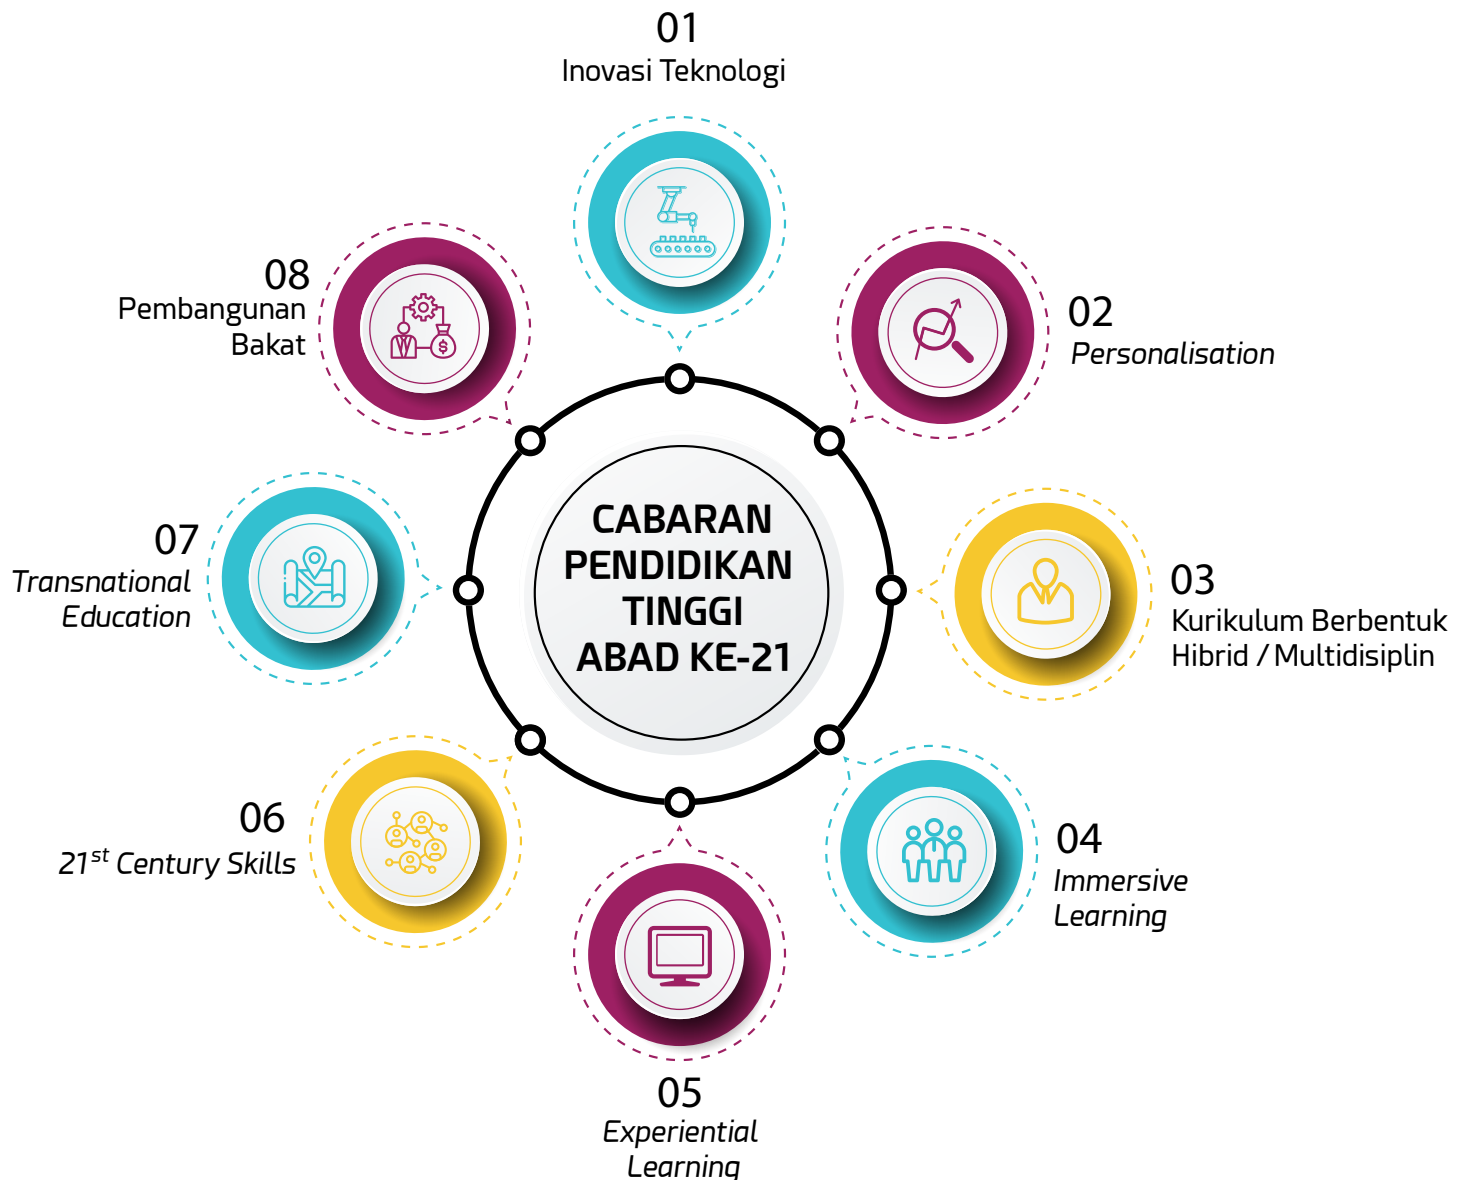 01
Inovasi Teknologi
02
Personalisation
03
Kurikulum Berbentuk
Hibrid / Multidisiplin
04
Immersive
Learning
05
Experiential
Learning
06
21st Century Skills
07
Transnational
Education
08
Pembangunan
Bakat
CABARAN
PENDIDIKAN
TINGGI
ABAD KE-21
$